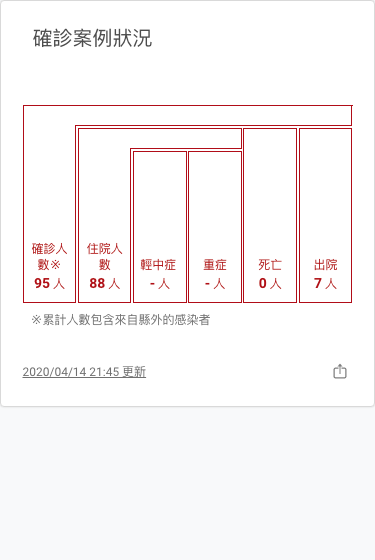 確診案例狀況
確診人
數※
95 人
住院人
數
88 人
輕中症
- 人
重症
- 人
死亡
0 人
出院
7 人
※累計人數包含來自縣外的感染者
2020/04/14 21:45 更新